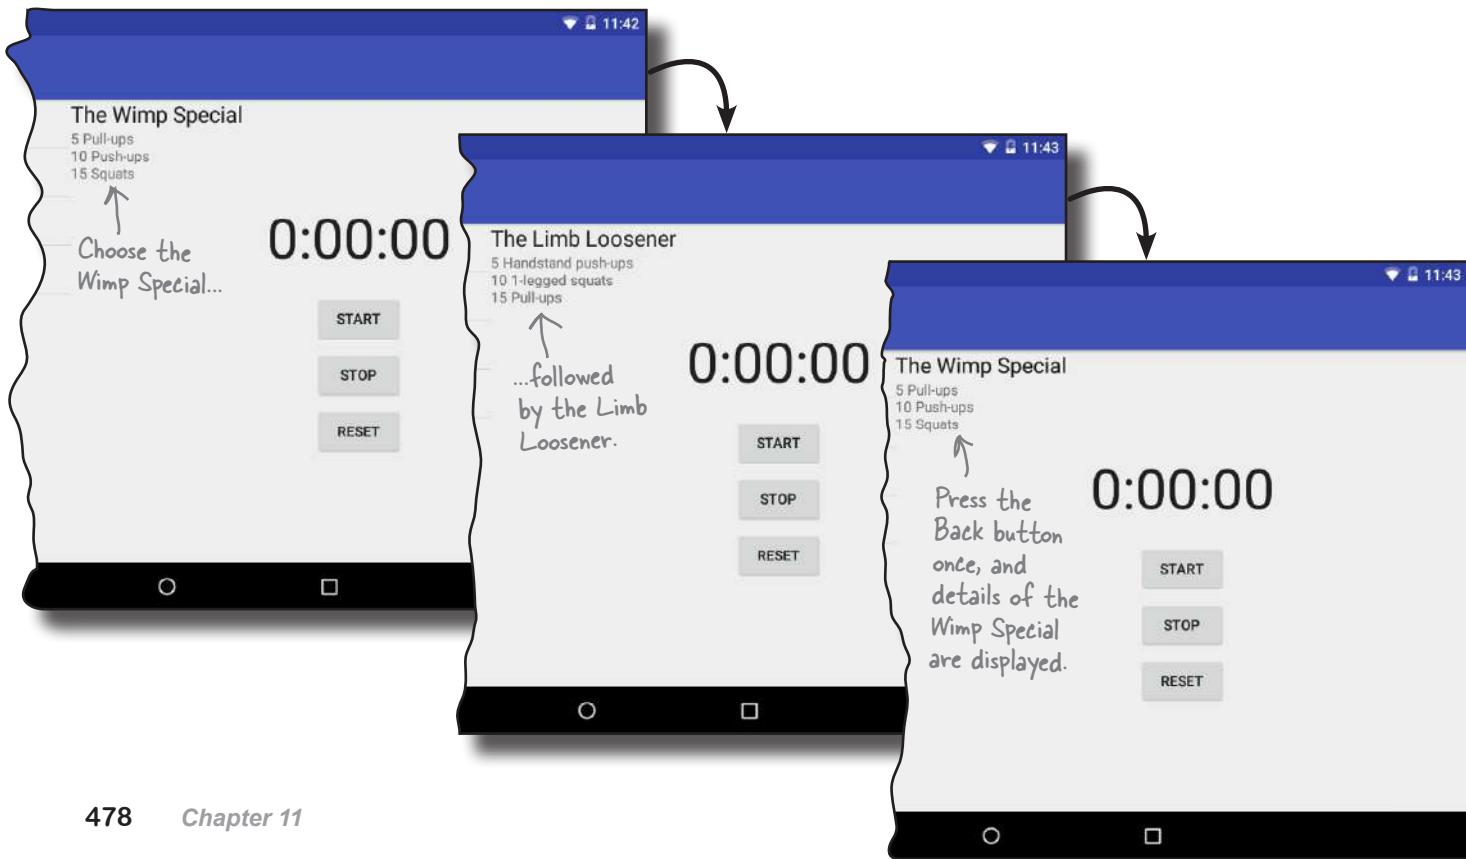 11:42
The Wimp Special
5 Pull-ups
10 Push-ups
15 Squats
Choose the
Wimp Special...
0:00:00
START
STOP
RESET
11:43
The Limb Loosener
5 Handstand push-ups
10 1-legged squats
15 Pull-ups
...followed
by the Limb
Loosener.
0:00:00
START
STOP
RESET
11:43
The Wimp Special
5 Pull-ups
10 Push-ups
15 Squats
Press the
Back button
once, and
details of the
Wimp Special
are displayed.
0:00:00
START
STOP
RESET
478 Chapter 11